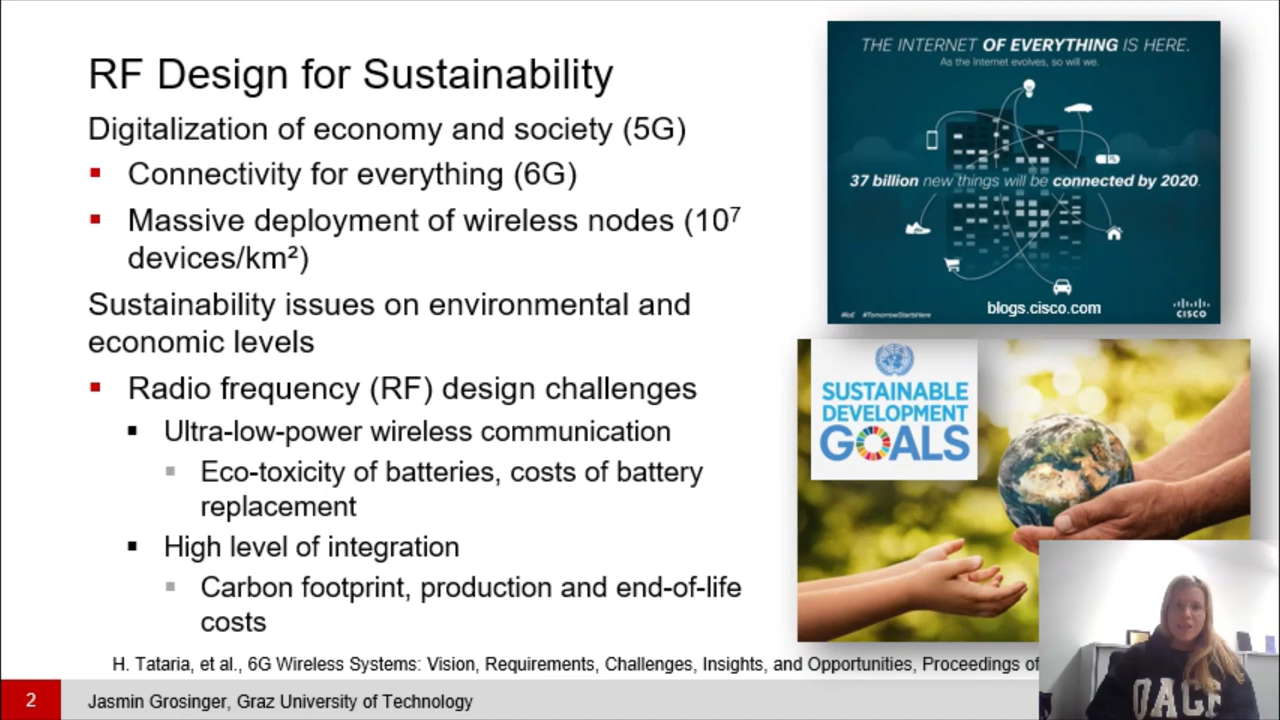 RF Design for Sustainability
Digitalization of economy and society (5G)
Connectivity for everything (6G)
Massive deployment of wireless nodes (10⁷
devices/km²)
Sustainability issues on environmental and
economic levels
Radio frequency (RF) design challenges
Ultra-low-power wireless communication
Eco-toxicity of batteries, costs of battery
replacement
High level of integration
Carbon footprint, production and end-of-life
costs
THE INTERNET OF EVERYTHING IS HERE.
As the Internet evolves, so will we.
37 billion new things will be connected by 2020.
blogs.cisco.com
#IoE #TomorrowStartsHere
CISCO
SUSTAINABLE
DEVELOPMENT
GOALS
H. Tataria, et al., 6G Wireless Systems: Vision, Requirements, Challenges, Insights, and Opportunities, Proceedings of
2
Jasmin Grosinger, Graz University of Technology